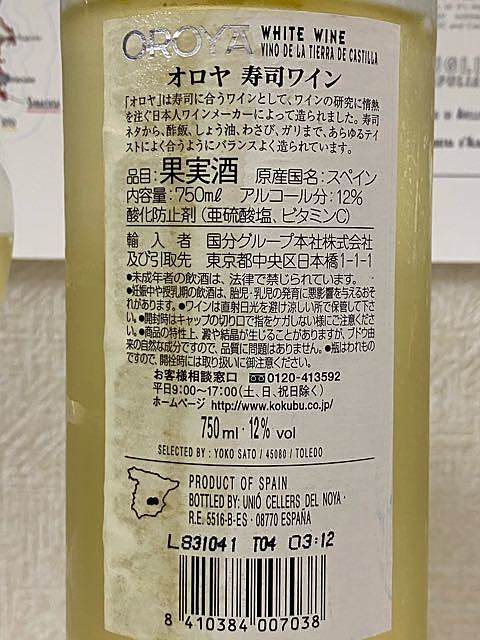 OROYA WHITE WINE
VINO DE LA TIERRA DE CASTILLA
オロヤ 寿司ワイン
「オロヤ」は寿司に合うワインとして、ワインの研究に情熱
を注ぐ日本人ワインメーカーによって造られました。寿司
ネタから、酢飯、しょう油、わさび、ガリまで、あらゆるテイ
ストによく合うようにバランスよく造られています。
品目:果実酒 原産国名:スペイン
内容量:750mℓ アルコール分:12%
酸化防止剤(亜硫酸塩、ビタミンC)
輸入者 国分グループ本社株式会社
及び引取先 東京都中央区日本橋1-1-1
●未成年者の飲酒は、法律で禁じられています。
●妊娠中や授乳期の飲酒は、胎児・乳児の発育に悪影響を与えるおそ
れがあります。●ワインは直射日光を避け涼しい所で保管して下さ
い。●開封時はキャップの切り口で指をケガしない様にご注意くださ
い。●商品の特性上、澱や結晶が生じることがありますが、ブドウ由
来の自然な成分ですので、品質に問題はありません。●瓶はわれもの
ですので、開栓時には取り扱いに御注意ください。
お客様相談窓口 0120-413592
平日9:00〜17:00(土、日、祝日除く)
ホームページ http://www.kokubu.co.jp/
750 ml · 12% vol
SELECTED BY : YOKO SATO / 45080 / TOLEDO
PRODUCT OF SPAIN
BOTTLED BY: UNIÓ CELLERS DEL NOYA ·
R.E. 5516-B-ES · 08770 ESPAÑA
L831041 T04 03:12
8 410384 007038